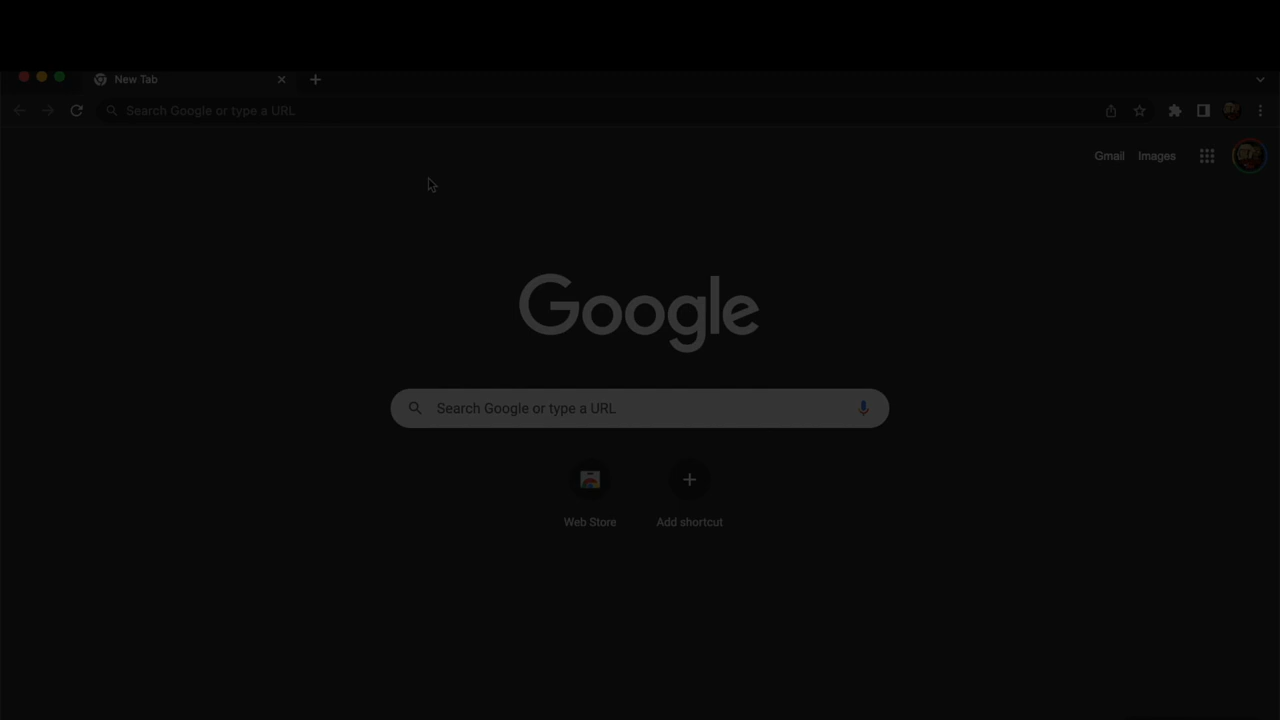 New Tab
Search Google or type a URL
Gmail Images
Google
Search Google or type a URL
Web Store Add shortcut